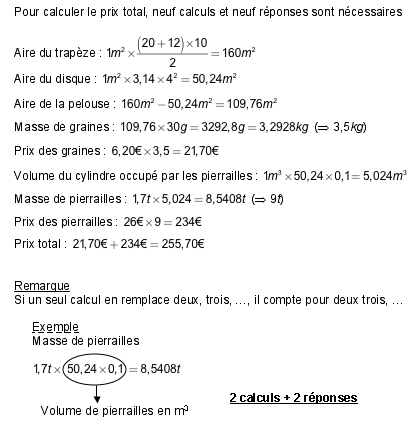 Pour calculer le prix total, neuf calculs et neuf réponses sont nécessaires
Aire du trapèze : 1m² × (20 + 12) × 10 / 2 = 160m²
Aire du disque : 1m² × 3,14 × 4² = 50,24m²
Aire de la pelouse : 160m² − 50,24m² = 109,76m²
Masse de graines : 109,76 × 30g = 3292,8g = 3,2928kg (⇒ 3,5kg)
Prix des graines : 6,20€ × 3,5 = 21,70€
Volume du cylindre occupé par les pierrailles : 1m³ × 50,24 × 0,1 = 5,024m³
Masse de pierrailles : 1,7t × 5,024 = 8,5408t (⇒ 9t)
Prix des pierrailles : 26€ × 9 = 234€
Prix total : 21,70€ + 234€ = 255,70€
Remarque
Si un seul calcul en remplace deux, trois, …, il compte pour deux trois, …
Exemple
Masse de pierrailles
1,7t × 50,24 × 0,1 = 8,5408t
Volume de pierrailles en m³
2 calculs + 2 réponses